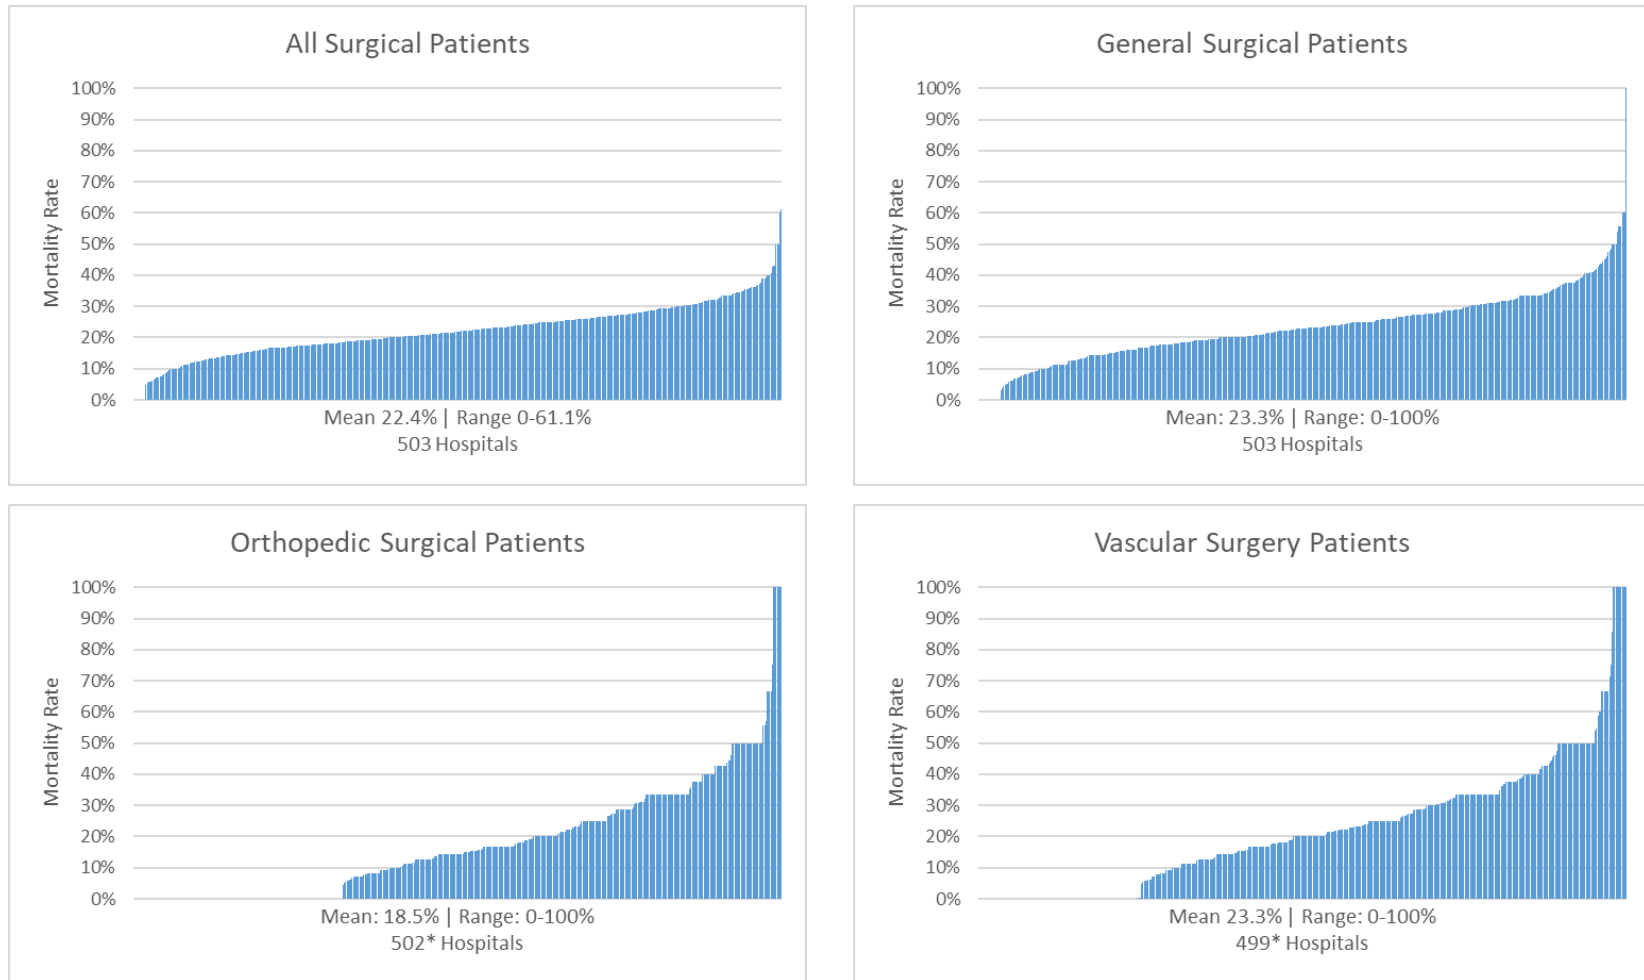 All Surgical Patients
100%
90%
80%
70%
60%
50%
40%
30%
20%
10%
0%
Mortality Rate
Mean 22.4% | Range 0-61.1%
503 Hospitals
General Surgical Patients
100%
90%
80%
70%
60%
50%
40%
30%
20%
10%
0%
Mortality Rate
Mean: 23.3% | Range: 0-100%
503 Hospitals
Orthopedic Surgical Patients
100%
90%
80%
70%
60%
50%
40%
30%
20%
10%
0%
Mortality Rate
Mean: 18.5% | Range: 0-100%
502* Hospitals
Vascular Surgery Patients
100%
90%
80%
70%
60%
50%
40%
30%
20%
10%
0%
Mortality Rate
Mean 23.3% | Range: 0-100%
499* Hospitals